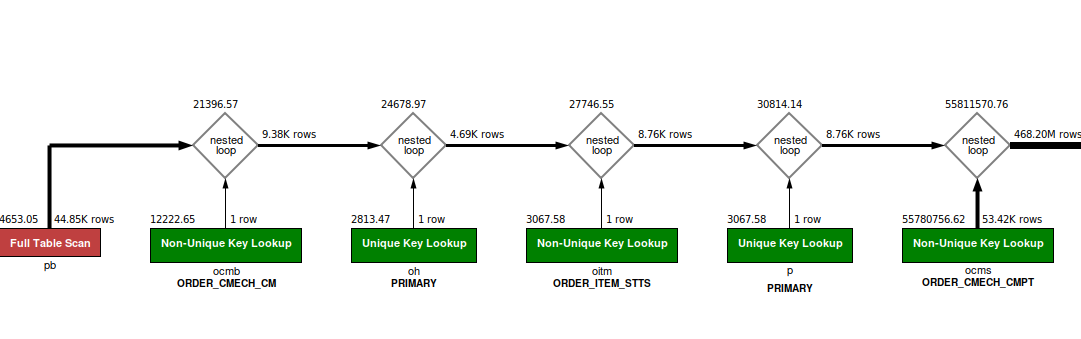 21396.57
24678.97
27746.55
30814.14
55811570.76
nested
loop
9.38K rows
nested
loop
4.69K rows
nested
loop
8.76K rows
nested
loop
8.76K rows
nested
loop
468.20M rows
4653.05
44.85K rows
12222.65
1 row
2813.47
1 row
3067.58
1 row
3067.58
1 row
55780756.62
53.42K rows
Full Table Scan
Non-Unique Key Lookup
Unique Key Lookup
Non-Unique Key Lookup
Unique Key Lookup
Non-Unique Key Lookup
pb
ocmb
ORDER_CMECH_CM
oh
PRIMARY
oitm
ORDER_ITEM_STTS
p
PRIMARY
ocms
ORDER_CMECH_CMPT